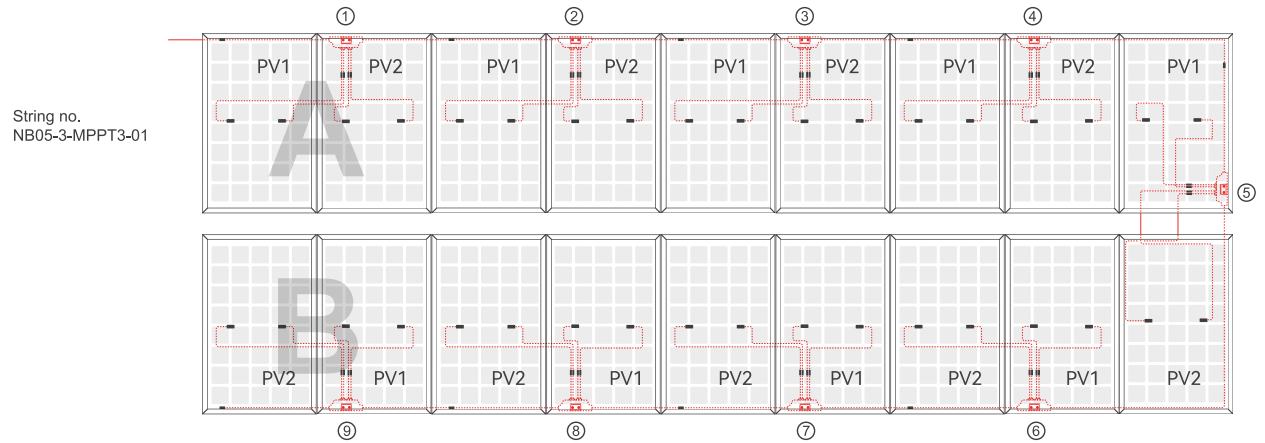 ① ② ③ ④
PV1 PV2 PV1 PV2 PV1 PV2 PV1 PV2 PV1
A
String no.
NB05-3-MPPT3-01
⑤
B
PV2 PV1 PV2 PV1 PV2 PV1 PV2 PV1 PV2
⑨ ⑧ ⑦ ⑥